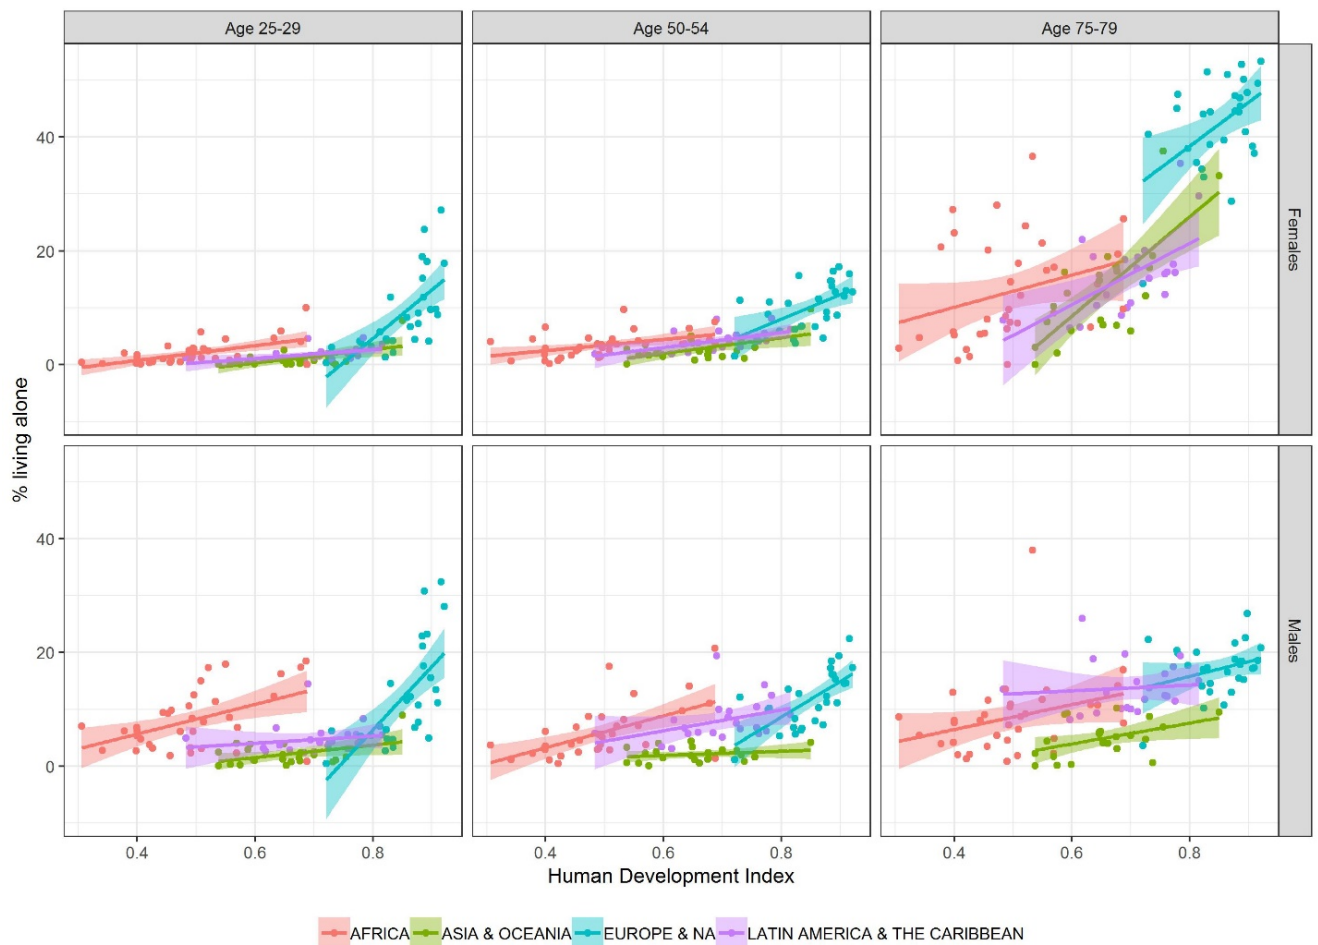 Age 25-29 Age 50-54 Age 75-79
40
20
0
Females
% living alone
40
20
0
Males
0.4 0.6 0.8 0.4 0.6 0.8 0.4 0.6 0.8
Human Development Index
AFRICA ASIA & OCEANIA EUROPE & NA LATIN AMERICA & THE CARIBBEAN